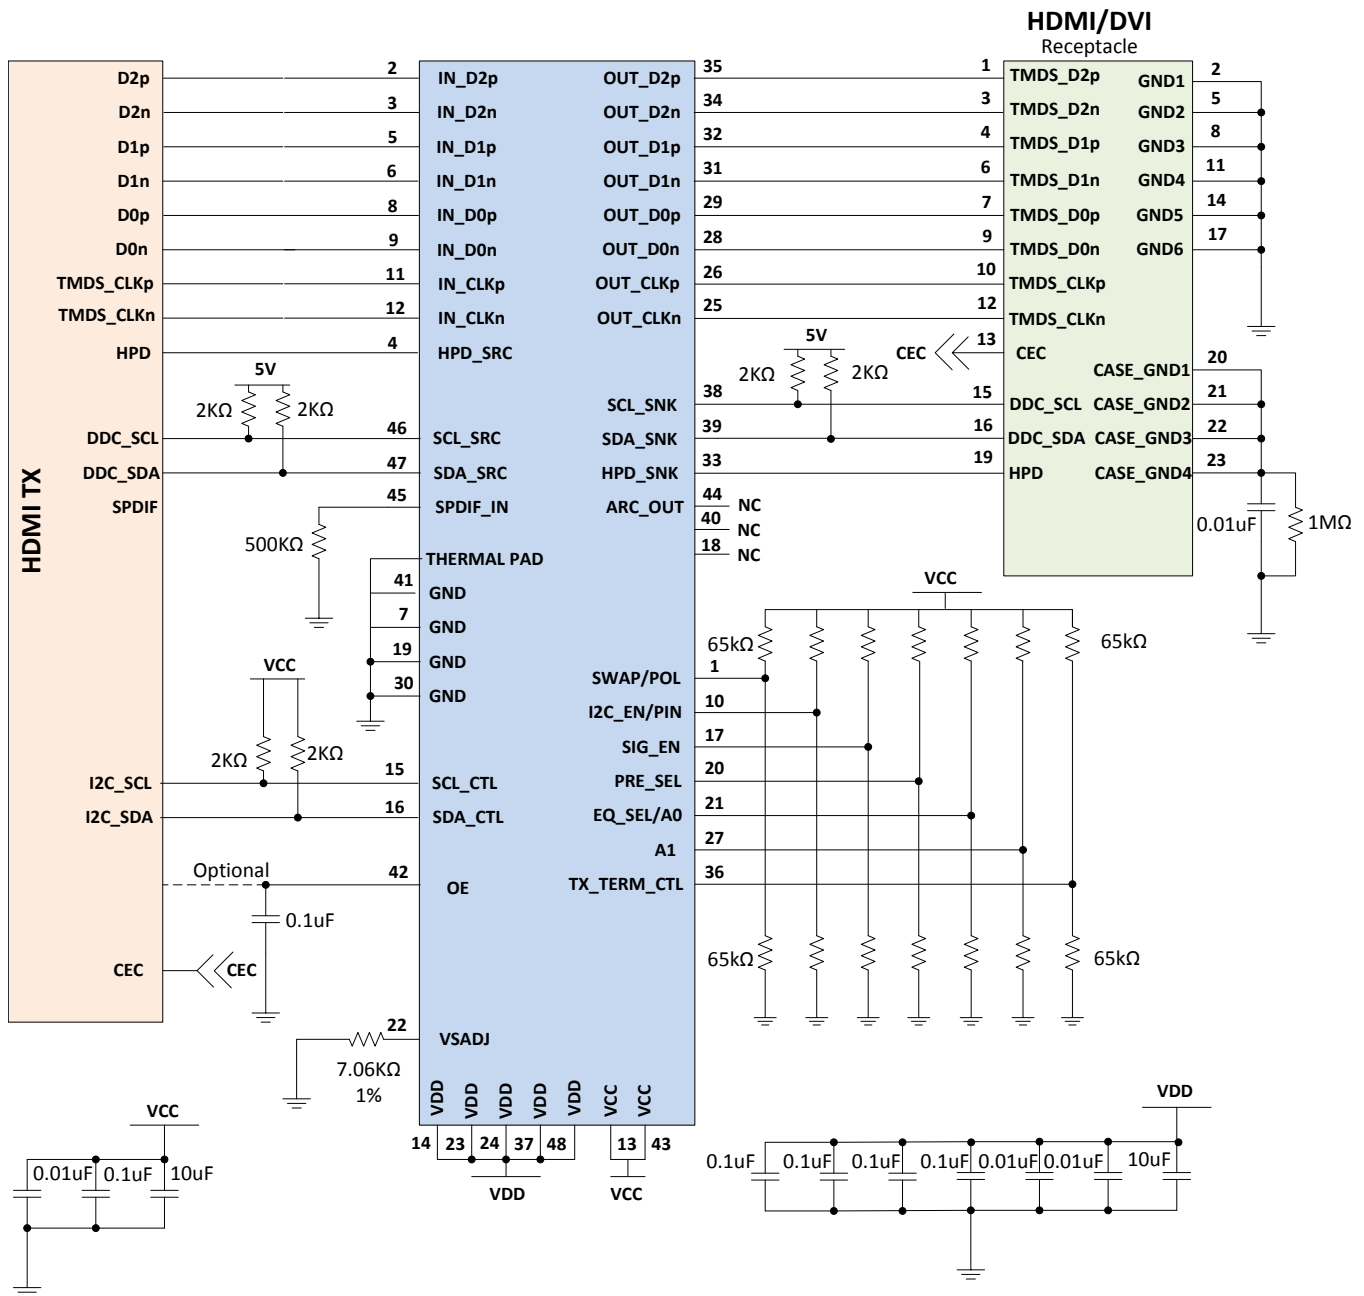 HDMI/DVI
Receptacle
D2p 2 IN_D2p OUT_D2p 35 1 TMDS_D2p GND1 2
D2n 3 IN_D2n OUT_D2n 34 3 TMDS_D2n GND2 5
D1p 5 IN_D1p OUT_D1p 32 4 TMDS_D1p GND3 8
D1n 6 IN_D1n OUT_D1n 31 6 TMDS_D1n GND4 11
D0p 8 IN_D0p OUT_D0p 29 7 TMDS_D0p GND5 14
D0n 9 IN_D0n OUT_D0n 28 9 TMDS_D0n GND6 17
TMDS_CLKp 11 IN_CLKp OUT_CLKp 26 10 TMDS_CLKp
TMDS_CLKn 12 IN_CLKn OUT_CLKn 25 12 TMDS_CLKn
HPD 4 HPD_SRC 5V CEC 13 CEC
5V 2KΩ 2KΩ CASE_GND1 20
2KΩ 2KΩ SCL_SNK 38 15 DDC_SCL CASE_GND2 21
DDC_SCL 46 SCL_SRC SDA_SNK 39 16 DDC_SDA CASE_GND3 22
DDC_SDA 47 SDA_SRC HPD_SNK 33 19 HPD CASE_GND4 23
HDMI TX
SPDIF 45 SPDIF_IN ARC_OUT 44 NC
40 NC
18 NC
0.01uF 1MΩ
500KΩ
THERMAL PAD
41 GND
7 GND
19 GND
30 GND
VCC
65kΩ 65kΩ
SWAP/POL 1
I2C_EN/PIN 10
SIG_EN 17
PRE_SEL 20
EQ_SEL/A0 21
A1 27
TX_TERM_CTL 36
65kΩ 65kΩ
VCC
2KΩ 2KΩ
I2C_SCL 15 SCL_CTL
I2C_SDA 16 SDA_CTL
Optional 42 OE
0.1uF
CEC CEC
22 VSADJ
7.06KΩ
1%
VDD VDD VDD VDD VDD VCC VCC
14 23 24 37 48 13 43
VDD VCC
VCC
0.01uF 0.1uF 10uF
VDD
0.1uF 0.1uF 0.1uF 0.1uF 0.01uF 0.01uF 10uF